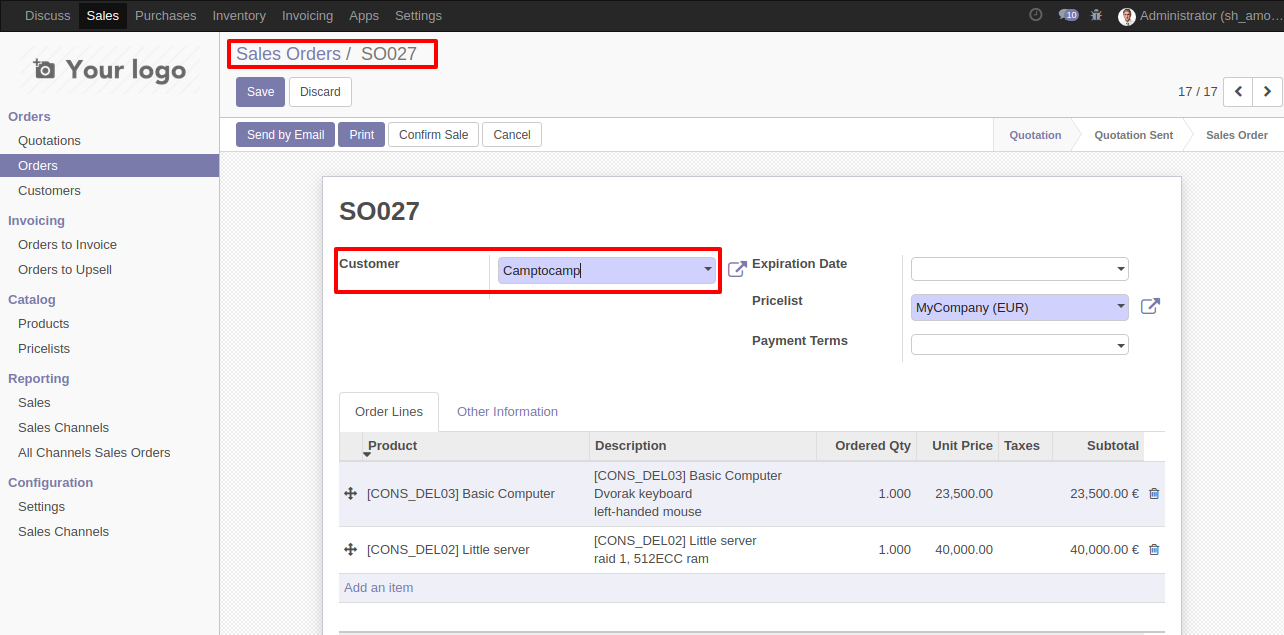 Discuss Sales Purchases Inventory Invoicing Apps Settings 10 Administrator (sh_amo...
Your logo
Orders
Quotations
Orders
Customers
Invoicing
Orders to Invoice
Orders to Upsell
Catalog
Products
Pricelists
Reporting
Sales
Sales Channels
All Channels Sales Orders
Configuration
Settings
Sales Channels
Sales Orders / SO027
Save Discard 17 / 17
Send by Email Print Confirm Sale Cancel Quotation Quotation Sent Sales Order
SO027
Customer Camptocamp
Expiration Date
Pricelist MyCompany (EUR)
Payment Terms
Order Lines Other Information
Product Description Ordered Qty Unit Price Taxes Subtotal
[CONS_DEL03] Basic Computer
[CONS_DEL03] Basic Computer
Dvorak keyboard
left-handed mouse
1.000 23,500.00 23,500.00 €
[CONS_DEL02] Little server
[CONS_DEL02] Little server
raid 1, 512ECC ram
1.000 40,000.00 40,000.00 €
Add an item